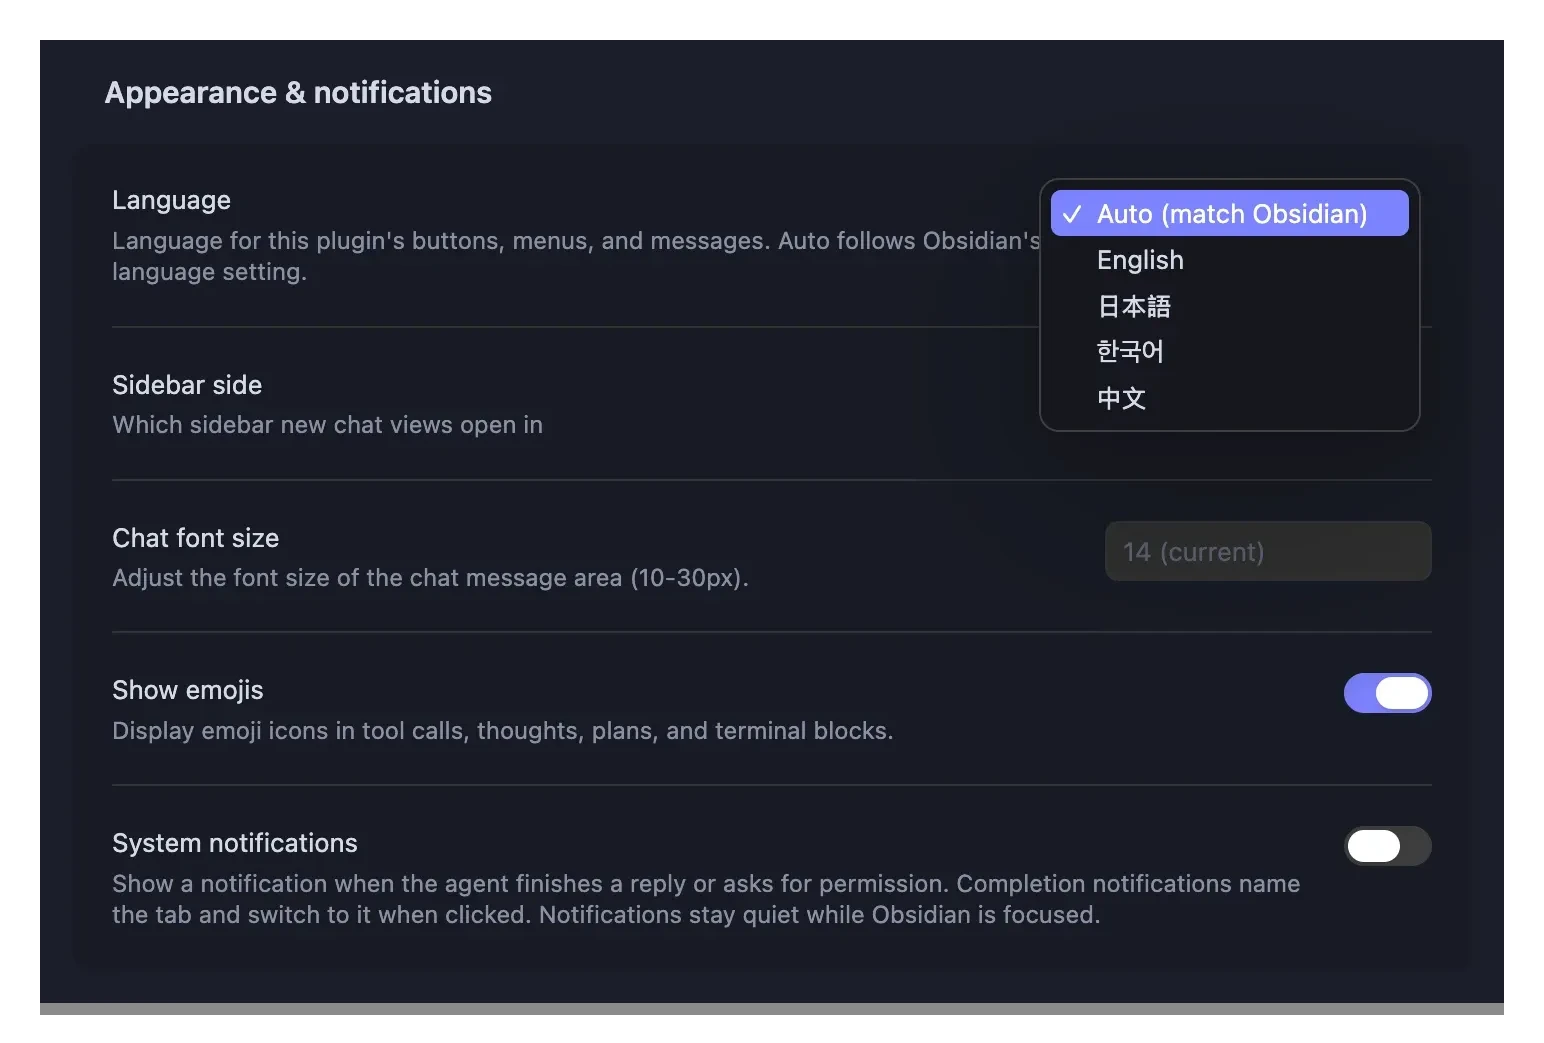 Appearance & notifications
Language
Language for this plugin's buttons, menus, and messages. Auto follows Obsidian's
language setting.
✓ Auto (match Obsidian)
English
日本語
한국어
中文
Sidebar side
Which sidebar new chat views open in
Chat font size
Adjust the font size of the chat message area (10-30px).
14 (current)
Show emojis
Display emoji icons in tool calls, thoughts, plans, and terminal blocks.
System notifications
Show a notification when the agent finishes a reply or asks for permission. Completion notifications name
the tab and switch to it when clicked. Notifications stay quiet while Obsidian is focused.